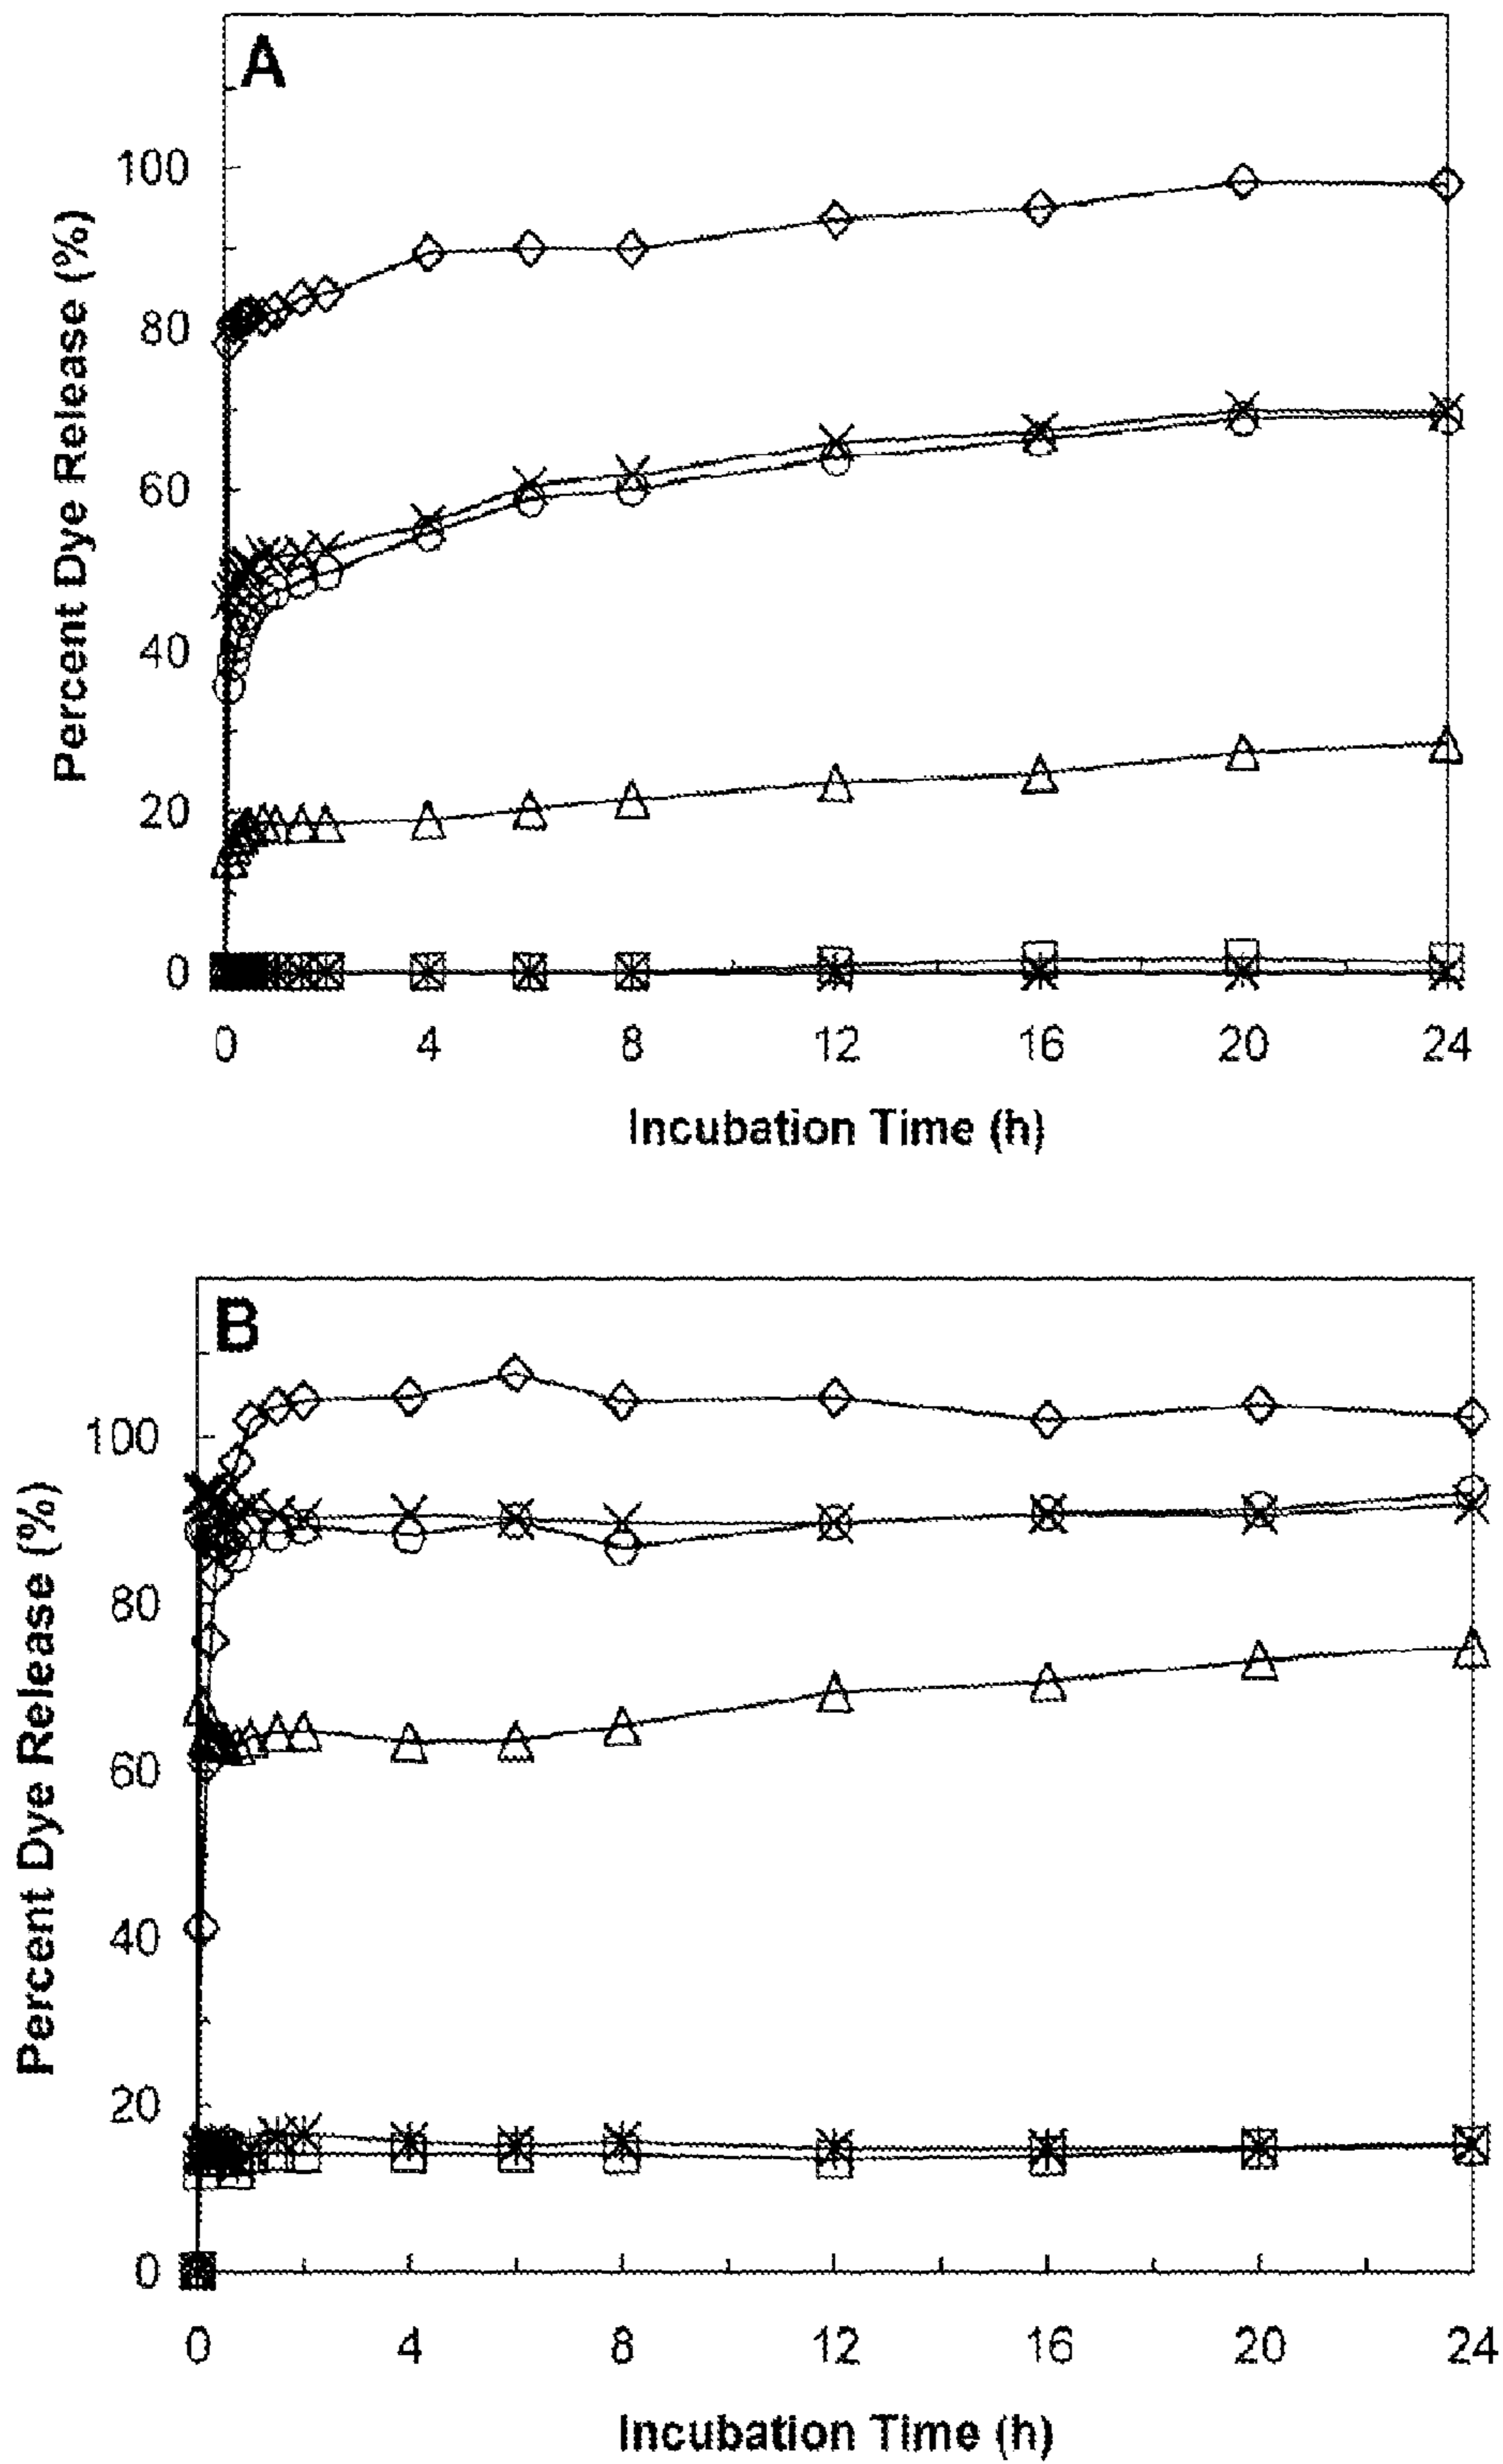 A
100
80
60
40
20
0
Percent Dye Release (%)
0 4 8 12 16 20 24
Incubation Time (h)
B
100
80
60
40
20
0
Percent Dye Release (%)
0 4 8 12 16 20 24
Incubation Time (h)